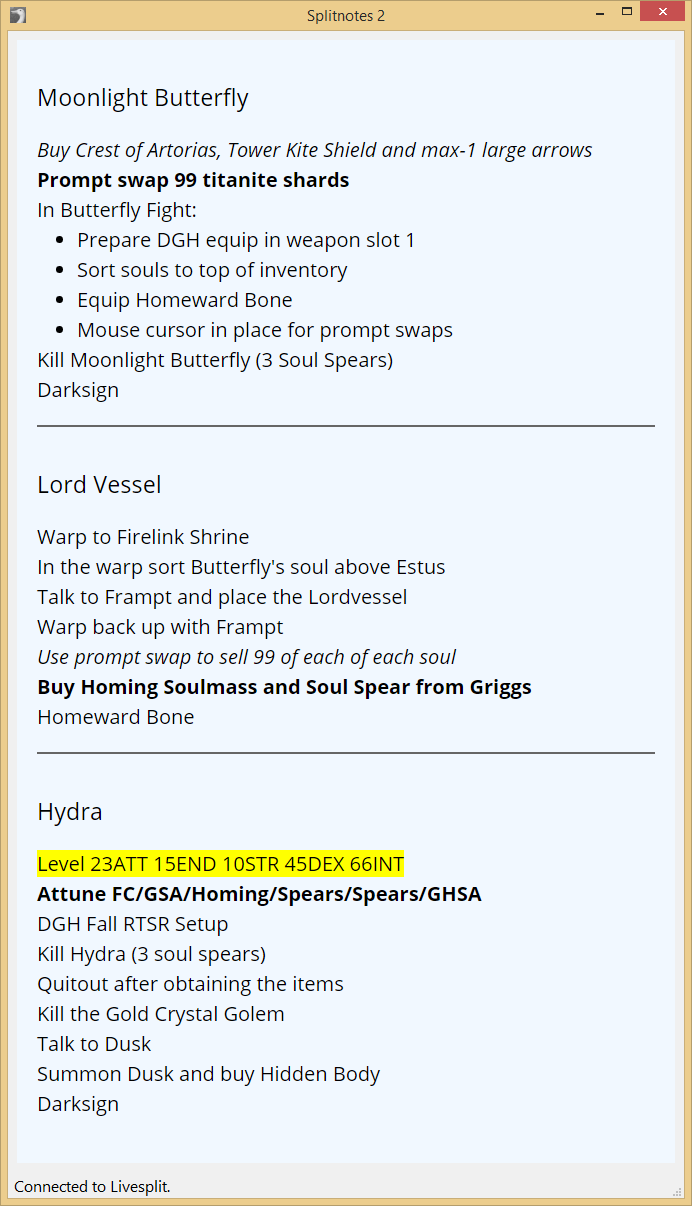 Splitnotes 2
Moonlight Butterfly
Buy Crest of Artorias, Tower Kite Shield and max-1 large arrows
Prompt swap 99 titanite shards
In Butterfly Fight:
• Prepare DGH equip in weapon slot 1
• Sort souls to top of inventory
• Equip Homeward Bone
• Mouse cursor in place for prompt swaps
Kill Moonlight Butterfly (3 Soul Spears)
Darksign
Lord Vessel
Warp to Firelink Shrine
In the warp sort Butterfly's soul above Estus
Talk to Frampt and place the Lordvessel
Warp back up with Frampt
Use prompt swap to sell 99 of each of each soul
Buy Homing Soulmass and Soul Spear from Griggs
Homeward Bone
Hydra
Level 23ATT 15END 10STR 45DEX 66INT
Attune FC/GSA/Homing/Spears/Spears/GHSA
DGH Fall RTSR Setup
Kill Hydra (3 soul spears)
Quitout after obtaining the items
Kill the Gold Crystal Golem
Talk to Dusk
Summon Dusk and buy Hidden Body
Darksign
Connected to Livesplit.